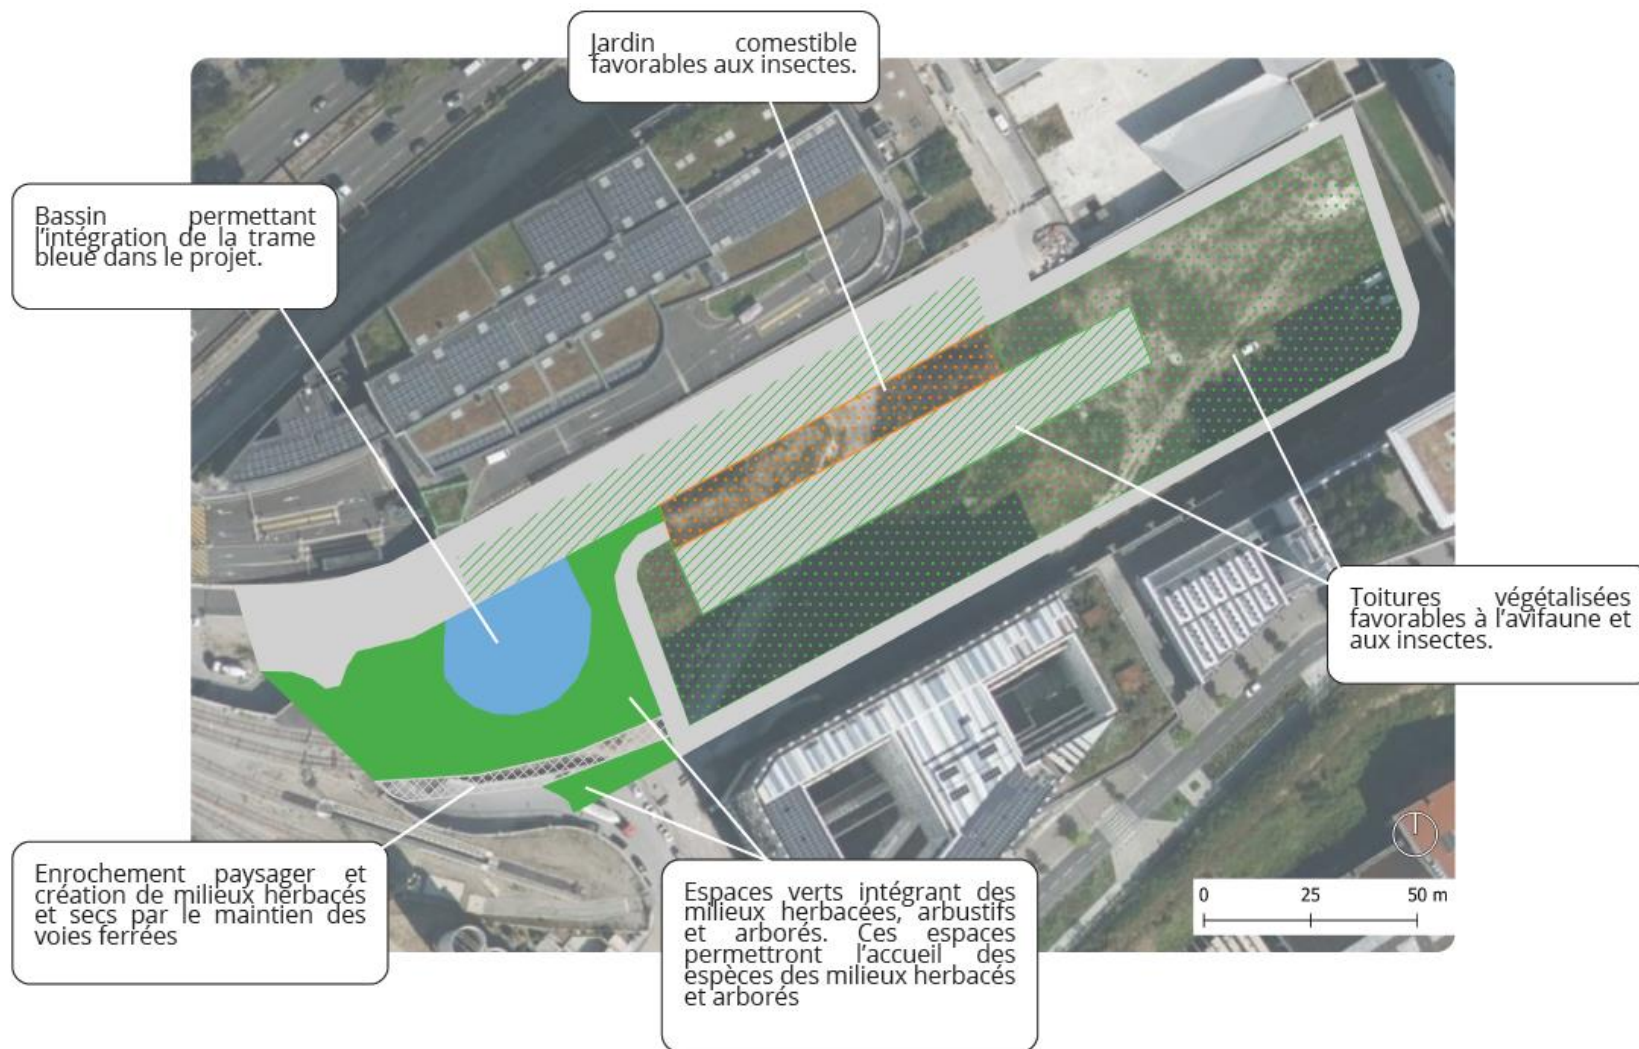 Jardin comestible
favorables aux insectes.
Bassin permettant
l'intégration de la trame
bleue dans le projet.
Toitures végétalisées
favorables à l'avifaune et
aux insectes.
Enrochement paysager et
création de milieux herbacés
et secs par le maintien des
voies ferrées
Espaces verts intégrant des
milieux herbacées, arbustifs
et arborés. Ces espaces
permettront l'accueil des
espèces des milieux herbacés
et arborés
0 25 50 m